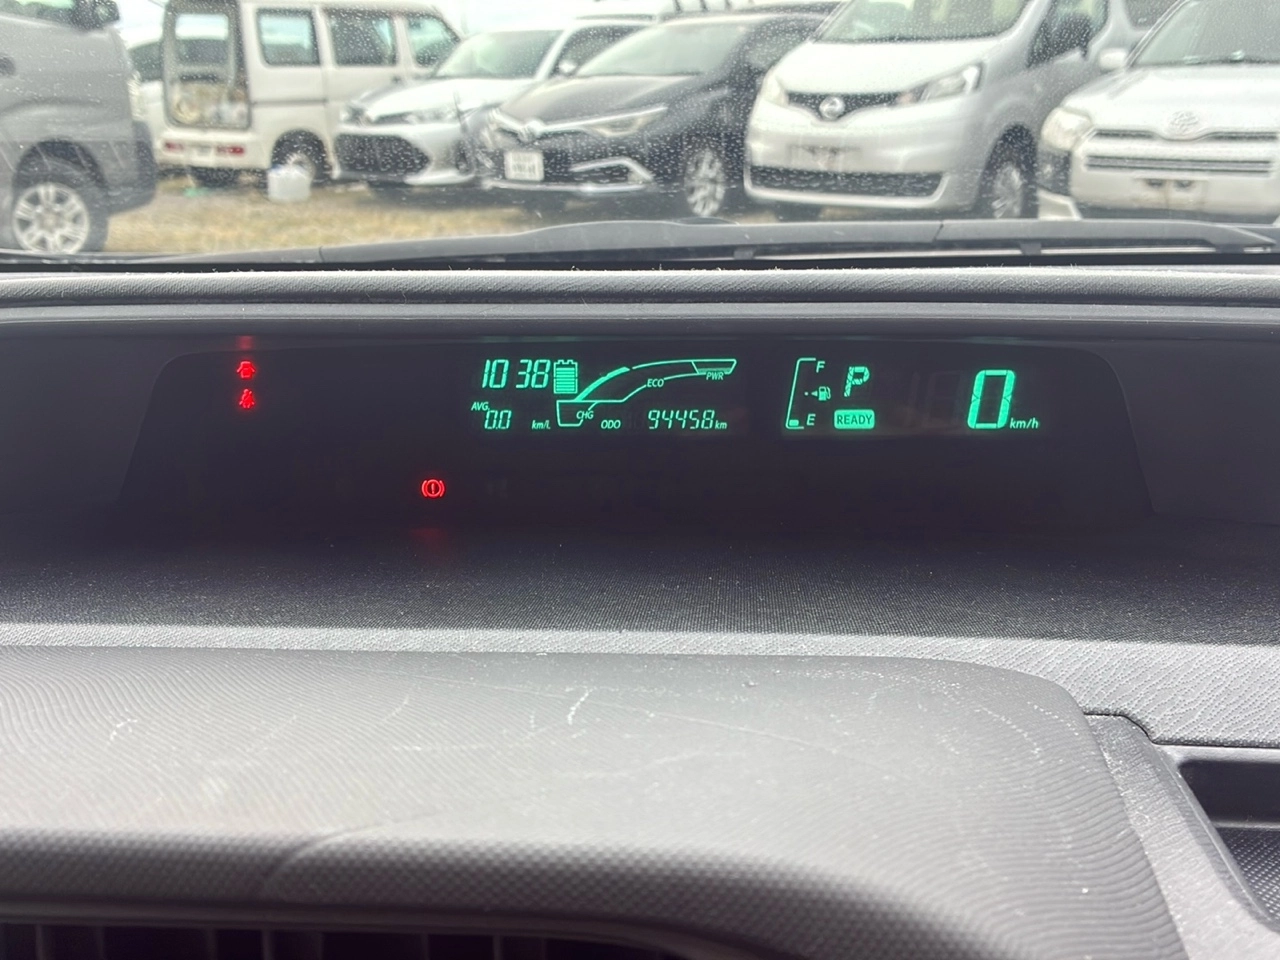 10 38
ECO
PWR
AVG.
0.0 km/L
CHG
ODO 94458 km
F
P
E
READY
0 km/h